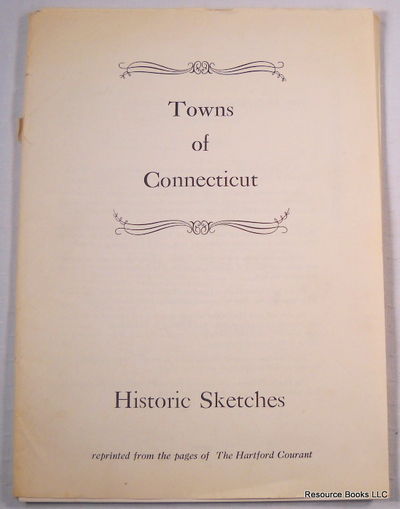 Towns
of
Connecticut
Historic Sketches
reprinted from the pages of The Hartford Courant
Resource Books LLC